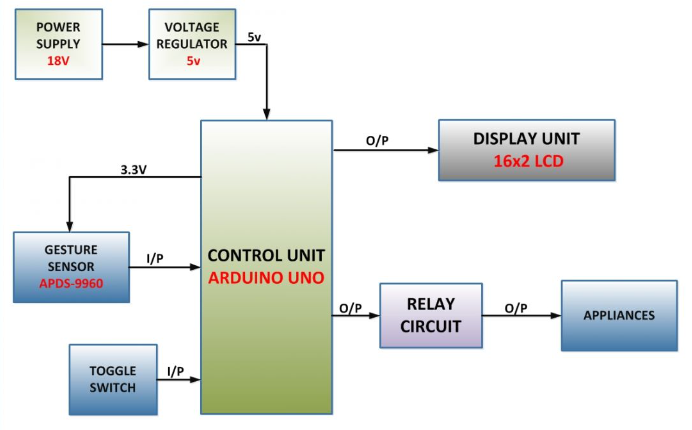 POWER
SUPPLY
18V
VOLTAGE
REGULATOR
5v
5v
O/P
DISPLAY UNIT
16x2 LCD
3.3V
GESTURE
SENSOR
APDS-9960
I/P
CONTROL UNIT
ARDUINO UNO
O/P
RELAY
CIRCUIT
O/P
APPLIANCES
TOGGLE
SWITCH
I/P